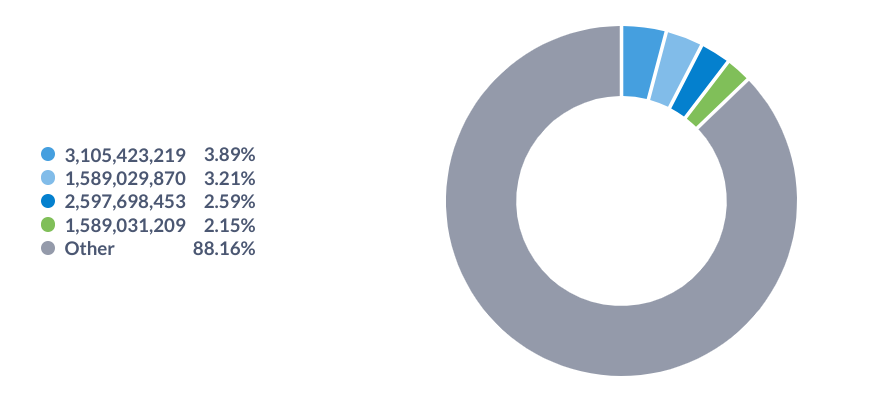 3,105,423,219 3.89%
1,589,029,870 3.21%
2,597,698,453 2.59%
1,589,031,209 2.15%
Other 88.16%